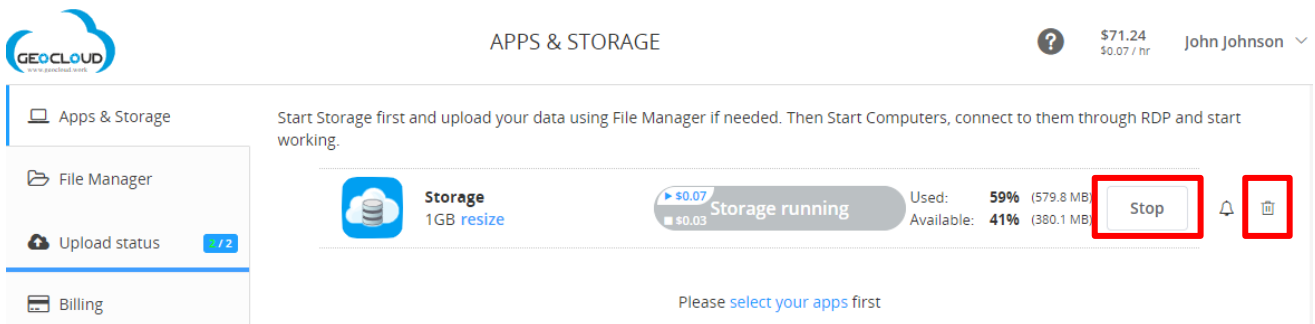 GEOCLOUD
www.geocloud.work
APPS & STORAGE
?
$71.24
$0.07 / hr
John Johnson
Apps & Storage
File Manager
Upload status
2/2
Billing
Start Storage first and upload your data using File Manager if needed. Then Start Computers, connect to them through RDP and start
working.
Storage
1GB resize
$0.07
$0.03
Storage running
Used: 59% (579.8 MB)
Available: 41% (380.1 MB)
Stop
Please select your apps first